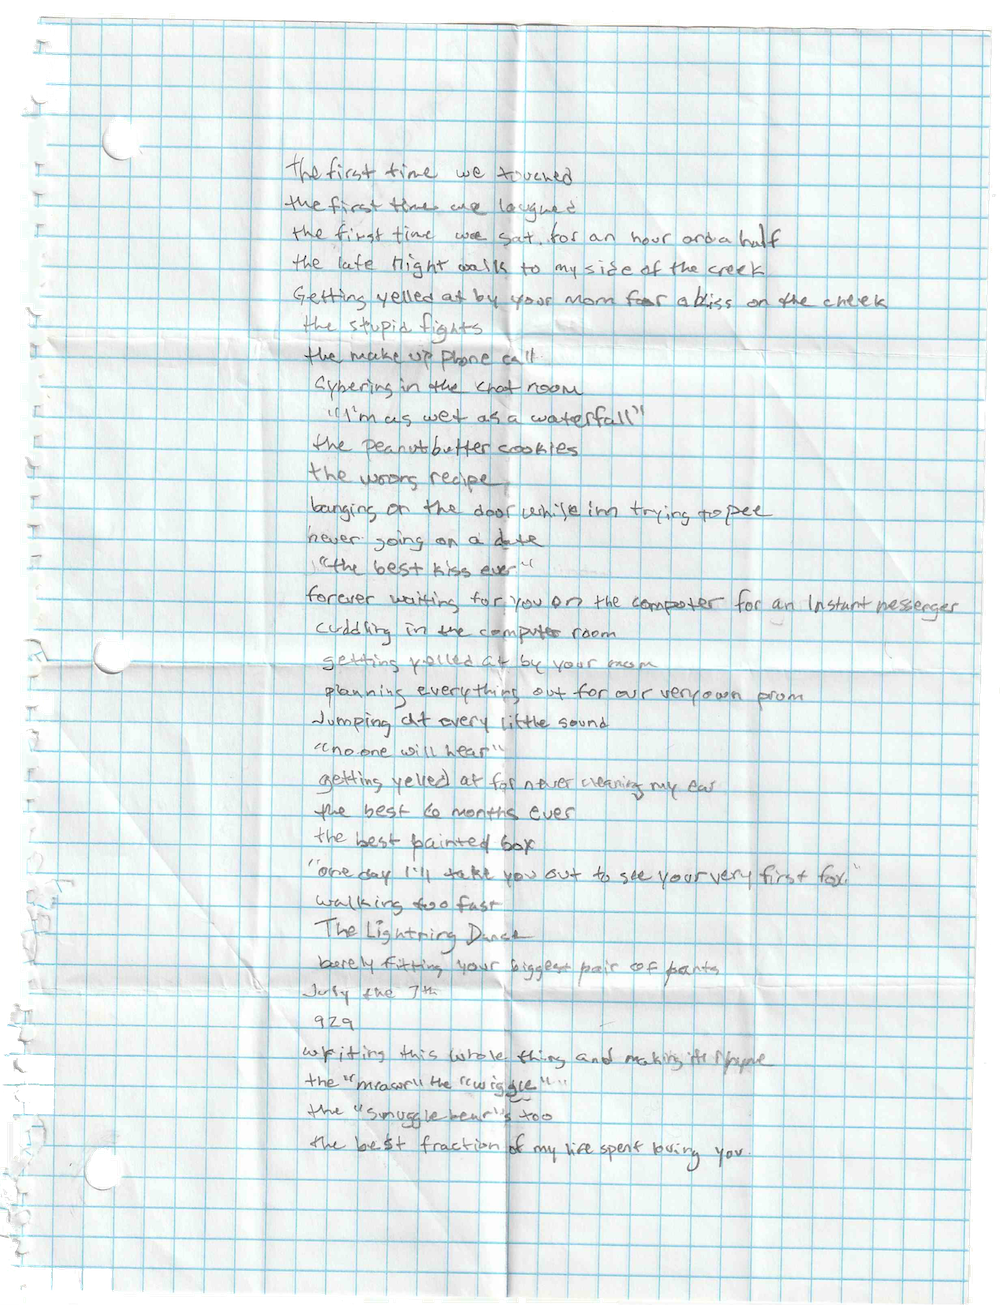 the first time we touched
the first time we laughed
the first time we sat for an hour and a half
the late night walks to my side of the creek
Getting yelled at by your mom for a kiss on the cheek
the stupid fights
the make up phone call
Cybering in the chat room
"I'm as wet as a waterfall"
the peanutbutter cookies
the wrong recipe
banging on the door while im trying to pee
never going on a date
"the best kiss ever"
forever waiting for you on the computer for an Instant messenger
cuddling in the computer room
getting yelled at by your mom
planning everything out for our very own prom
Jumping at every little sound
"no one will hear"
getting yelled at for never cleaning my ear
the best 6 months ever
the best painted box
"one day I'll take you out to see your very first fox."
walking too fast
The Lightning Dance
barely fitting your biggest pair of pants
July the 7th
929
writing this whole thing and making it rhyme
the "mraow" the "wiggle"
the "snugglebear"s too
the best fraction of my life spent loving you